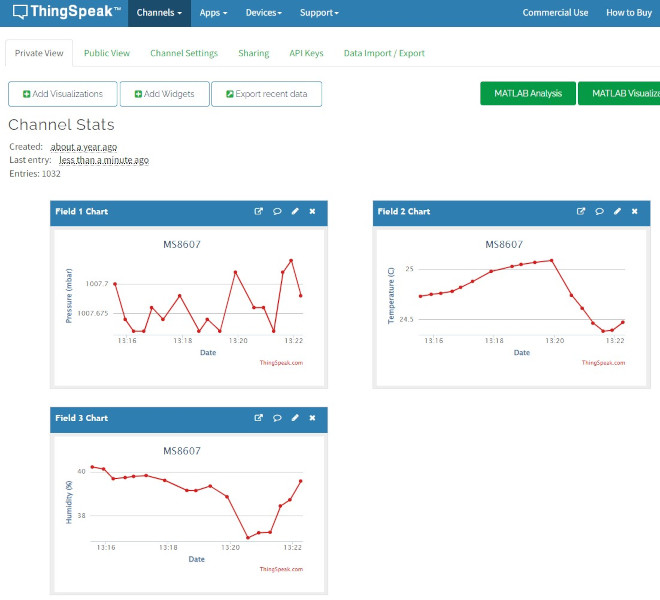 ThingSpeak™ Channels Apps Devices Support Commercial Use How to Buy
Private View Public View Channel Settings Sharing API Keys Data Import / Export
Add Visualizations Add Widgets Export recent data MATLAB Analysis MATLAB Visualiza
Channel Stats
Created: about a year ago
Last entry: less than a minute ago
Entries: 1032
Field 1 Chart
MS8607
Pressure (mbar)
1007.7
1007.675
13:16 13:18 13:20 13:22
Date
ThingSpeak.com
Field 2 Chart
MS8607
Temperature (C)
25
24.5
13:16 13:18 13:20 13:22
Date
ThingSpeak.com
Field 3 Chart
MS8607
Humidity (%)
40
38
13:16 13:18 13:20 13:22
Date
ThingSpeak.com